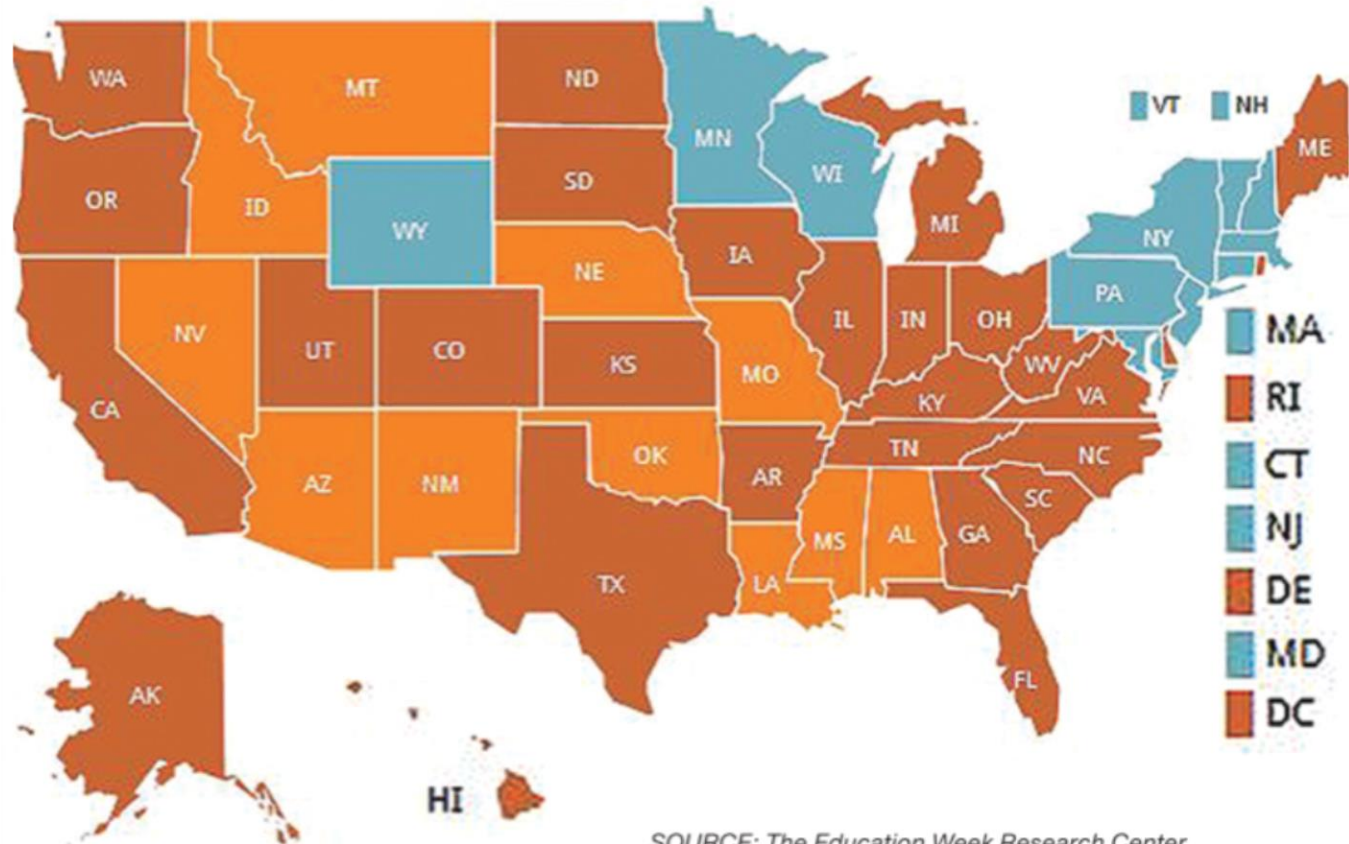 WA
MT
ND
MN
VT
NH
ME
OR
ID
SD
WI
MI
NY
WY
IA
NE
PA
NV
UT
CO
KS
MO
IL
IN
OH
WV
VA
MA
CA
KY
RI
AZ
NM
OK
AR
TN
NC
CT
SC
TX
LA
MS
AL
GA
NJ
DE
FL
MD
AK
DC
HI
SOURCE: The Education Week Research Center